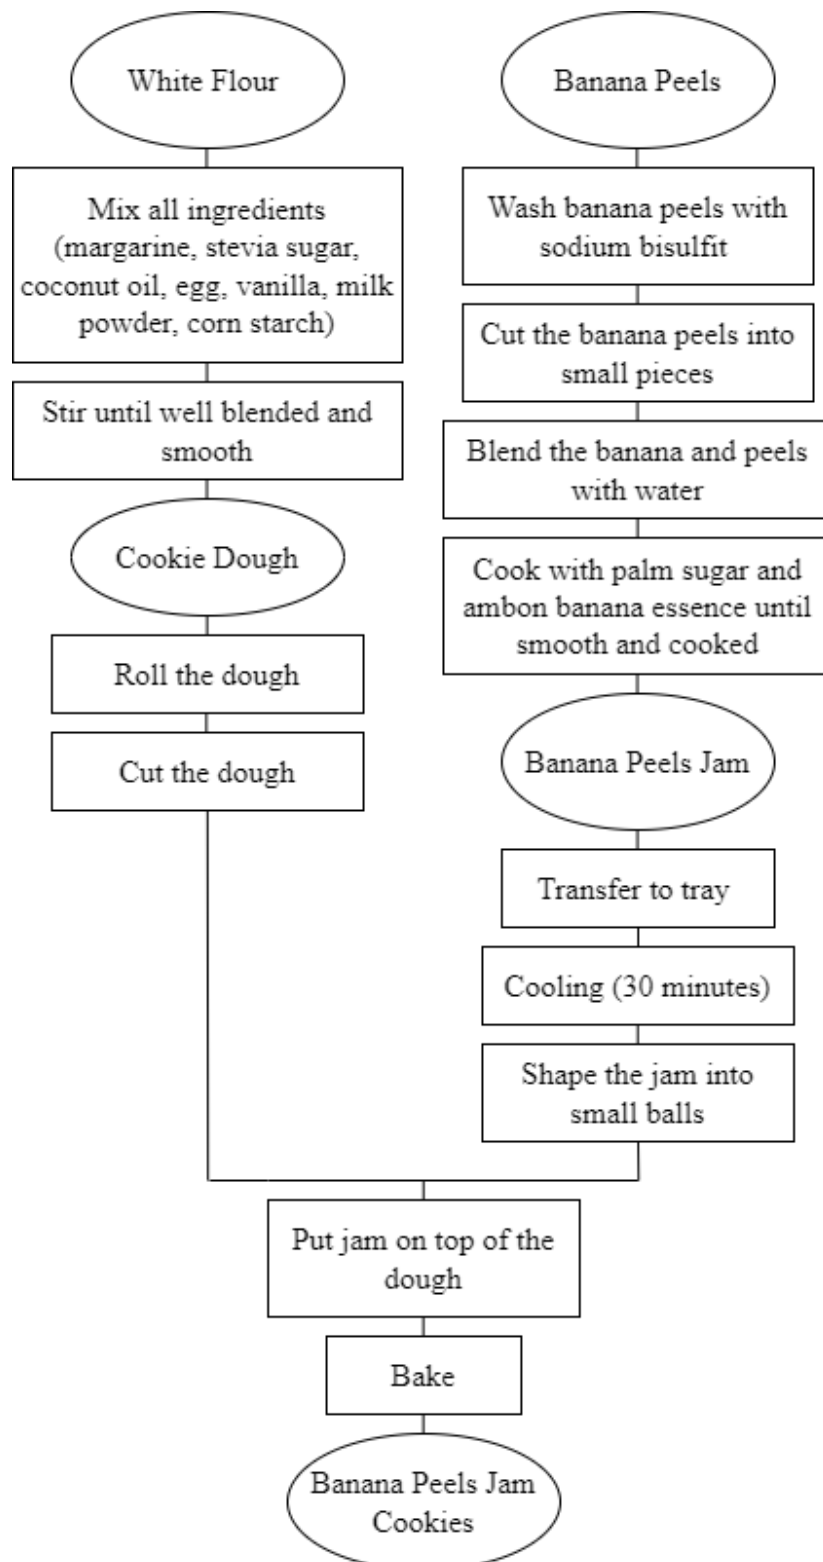 White Flour
Mix all ingredients
(margarine, stevia sugar,
coconut oil, egg, vanilla, milk
powder, corn starch)
Stir until well blended and
smooth
Cookie Dough
Roll the dough
Cut the dough
Banana Peels
Wash banana peels with
sodium bisulfit
Cut the banana peels into
small pieces
Blend the banana and peels
with water
Cook with palm sugar and
ambon banana essence until
smooth and cooked
Banana Peels Jam
Transfer to tray
Cooling (30 minutes)
Shape the jam into
small balls
Put jam on top of the
dough
Bake
Banana Peels Jam
Cookies